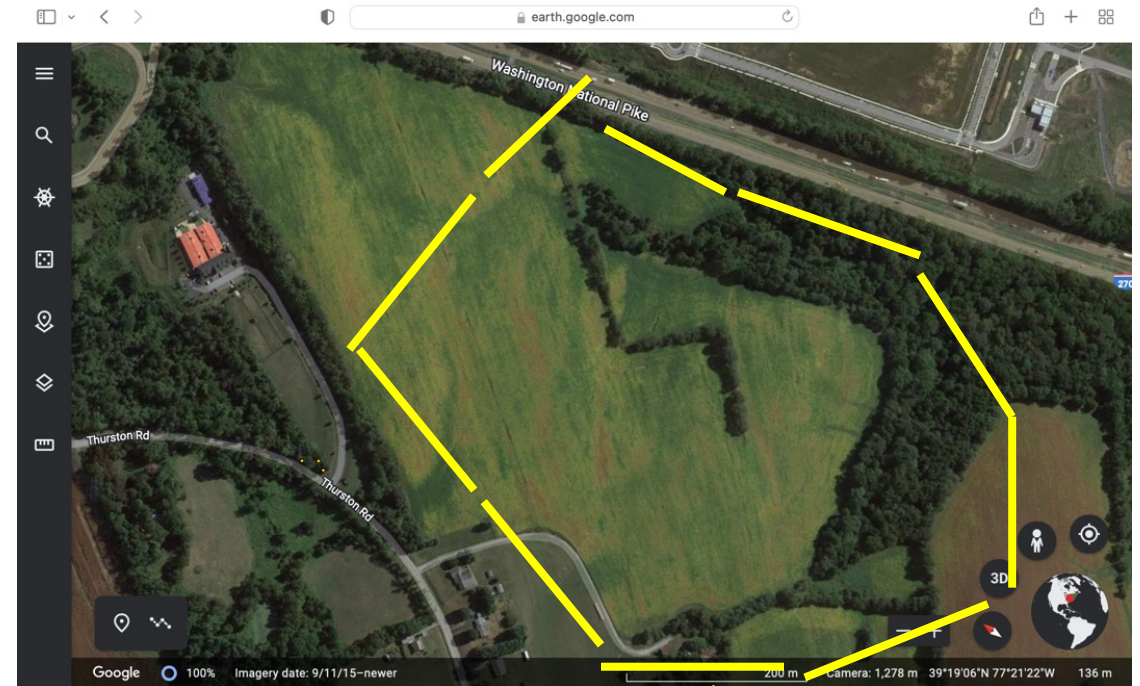 earth.google.com
Washington National Pike
270
Thurston Rd
Thurston Rd
3D
Google 100% Imagery date: 9/11/15–newer 200 m Camera: 1,278 m 39°19'06"N 77°21'22"W 136 m